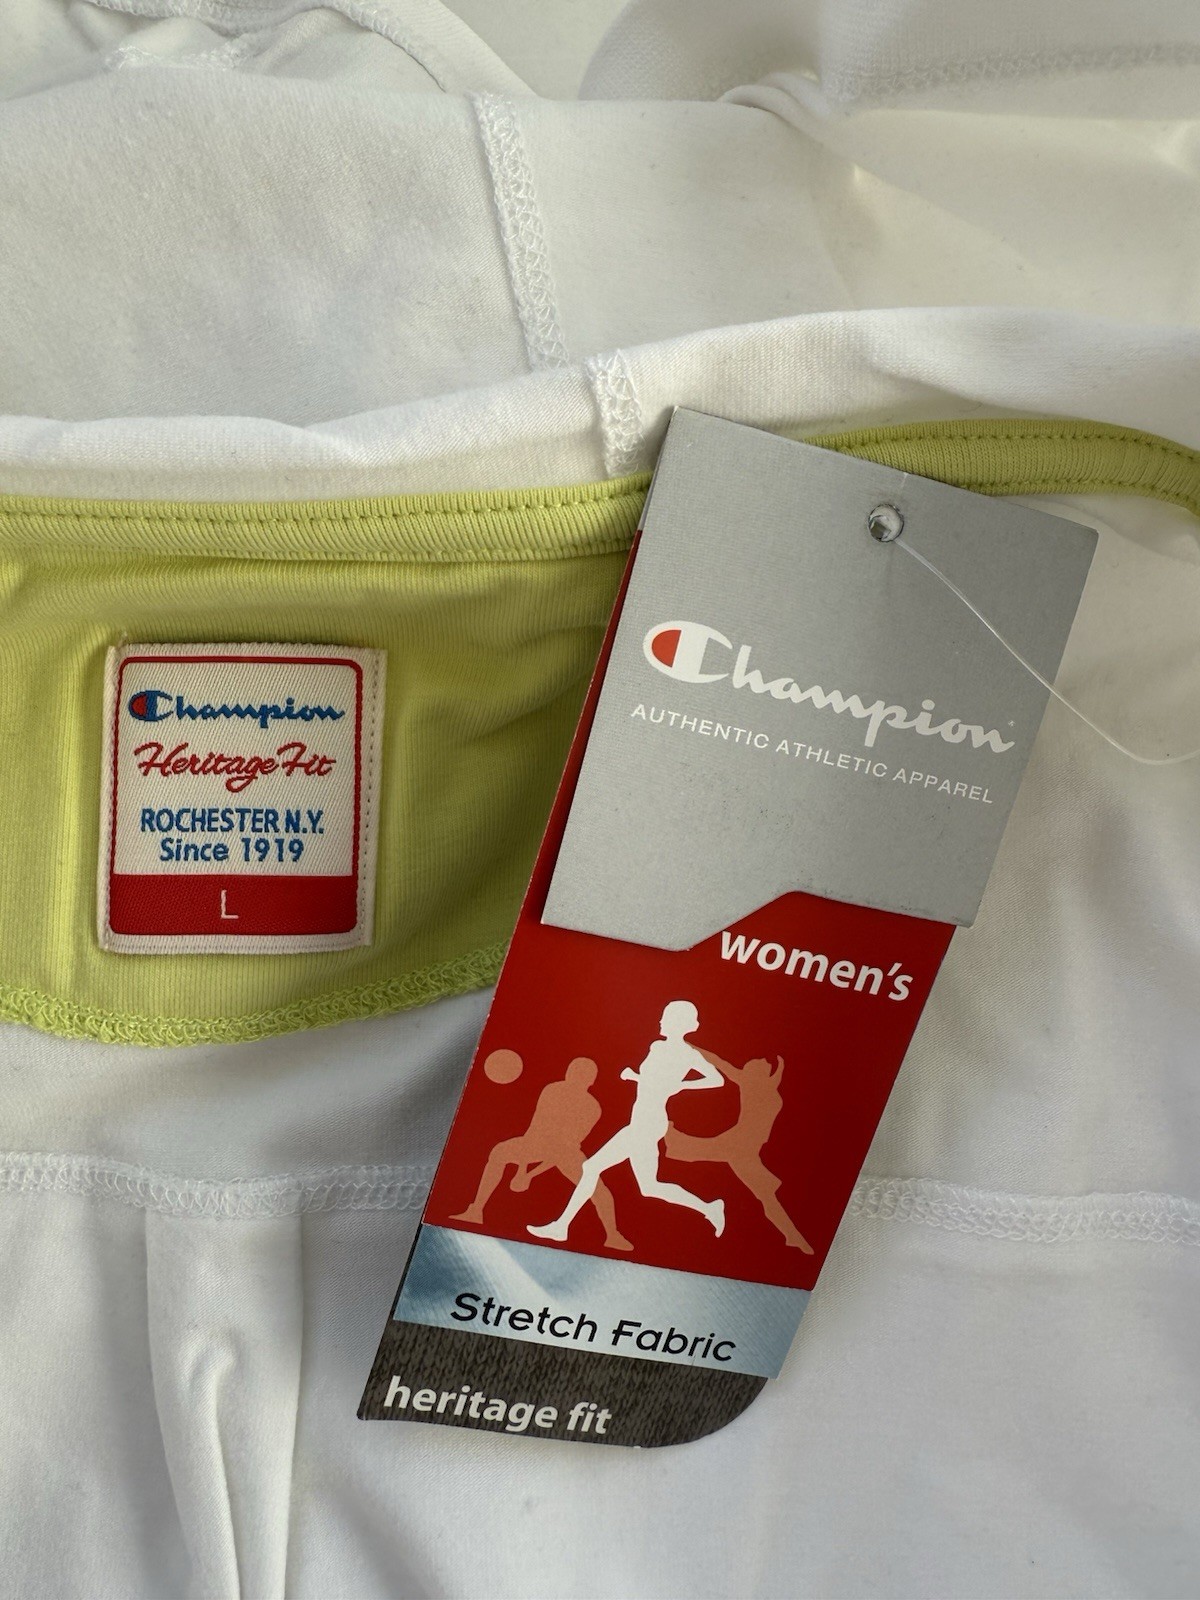 Champion
Heritage Fit
ROCHESTER N.Y.
Since 1919
L
Champion
AUTHENTIC ATHLETIC APPAREL
women's
Stretch Fabric
heritage fit